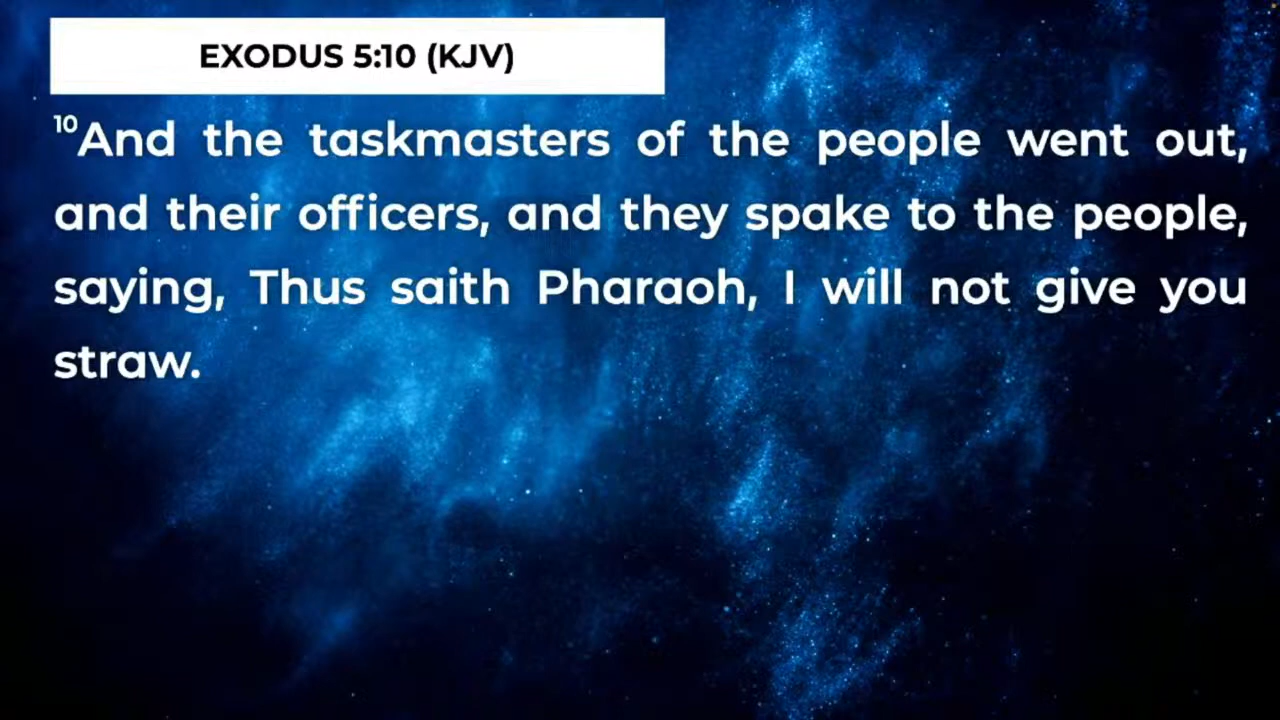 EXODUS 5:10 (KJV)
10And the taskmasters of the people went out,
and their officers, and they spake to the people,
saying, Thus saith Pharaoh, I will not give you
straw.